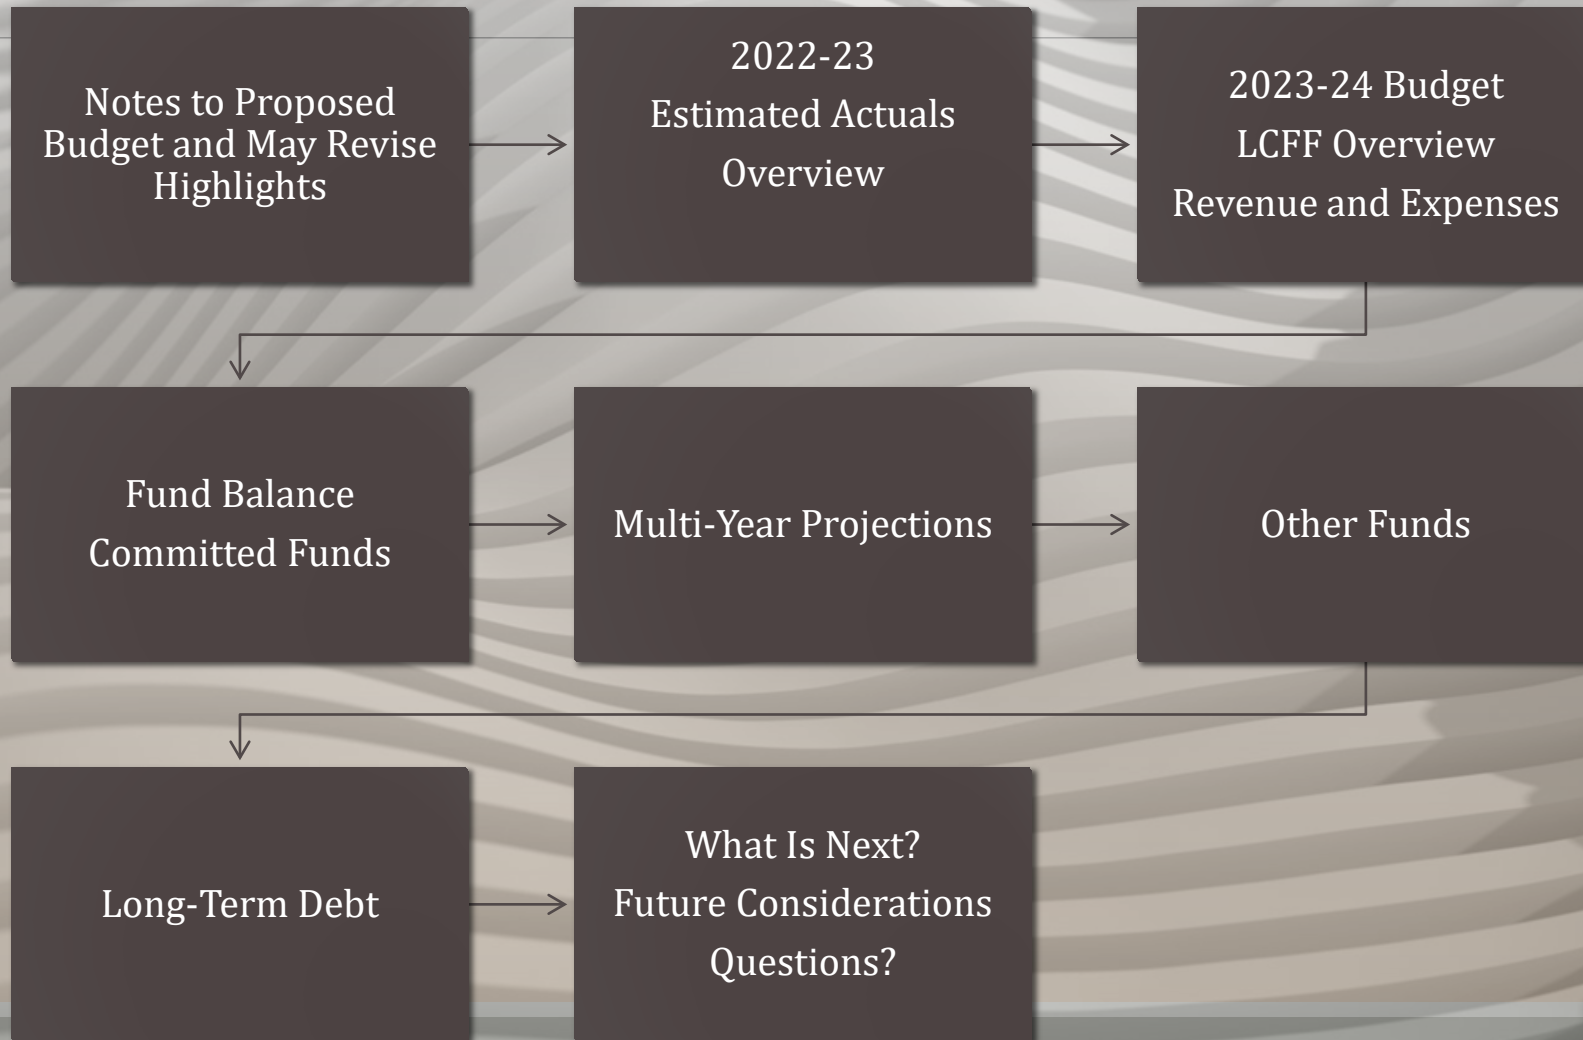 Notes to Proposed
Budget and May Revise
Highlights
2022-23
Estimated Actuals
Overview
2023-24 Budget
LCFF Overview
Revenue and Expenses
Fund Balance
Committed Funds
Multi-Year Projections
Other Funds
Long-Term Debt
What Is Next?
Future Considerations
Questions?